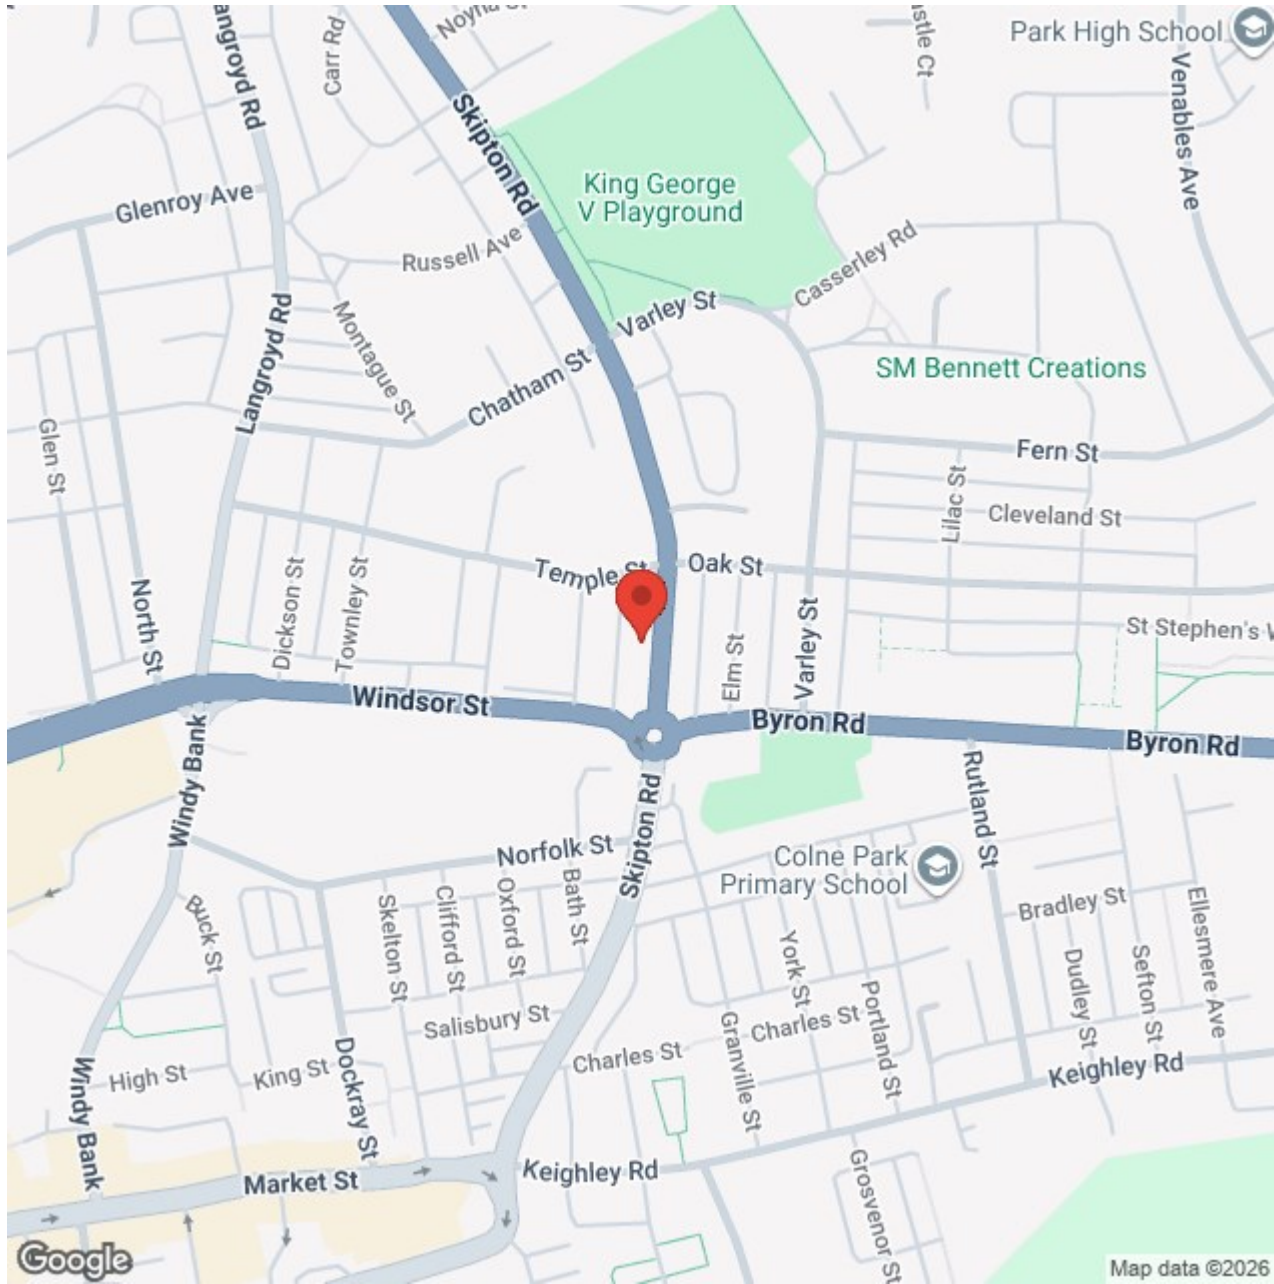 Noyna St
Park High School
Langroyd Rd
Carr Rd
Skipton Rd
Venables Ave
King George
V Playground
Glenroy Ave
Russell Ave
Casserley Rd
Varley St
Montague St
Langroyd Rd
SM Bennett Creations
Chatham St
Glen St
Fern St
Lilac St
Cleveland St
Temple St
Oak St
North St
Dickson St
Townley St
Elm St
Varley St
St Stephen's W
Windsor St
Byron Rd
Byron Rd
Windy Bank
Rutland St
Skipton Rd
Norfolk St
Colne Park
Primary School
Buck St
Skelton St
Clifford St
Oxford St
Bath St
Bradley St
Ellesmere Ave
York St
Portland St
Dudley St
Sefton St
Salisbury St
Granville St
Charles St
Charles St
High St
King St
Dockray St
Keighley Rd
Windy Bank
Market St
Keighley Rd
Grosvenor St
Google
Map data ©2026